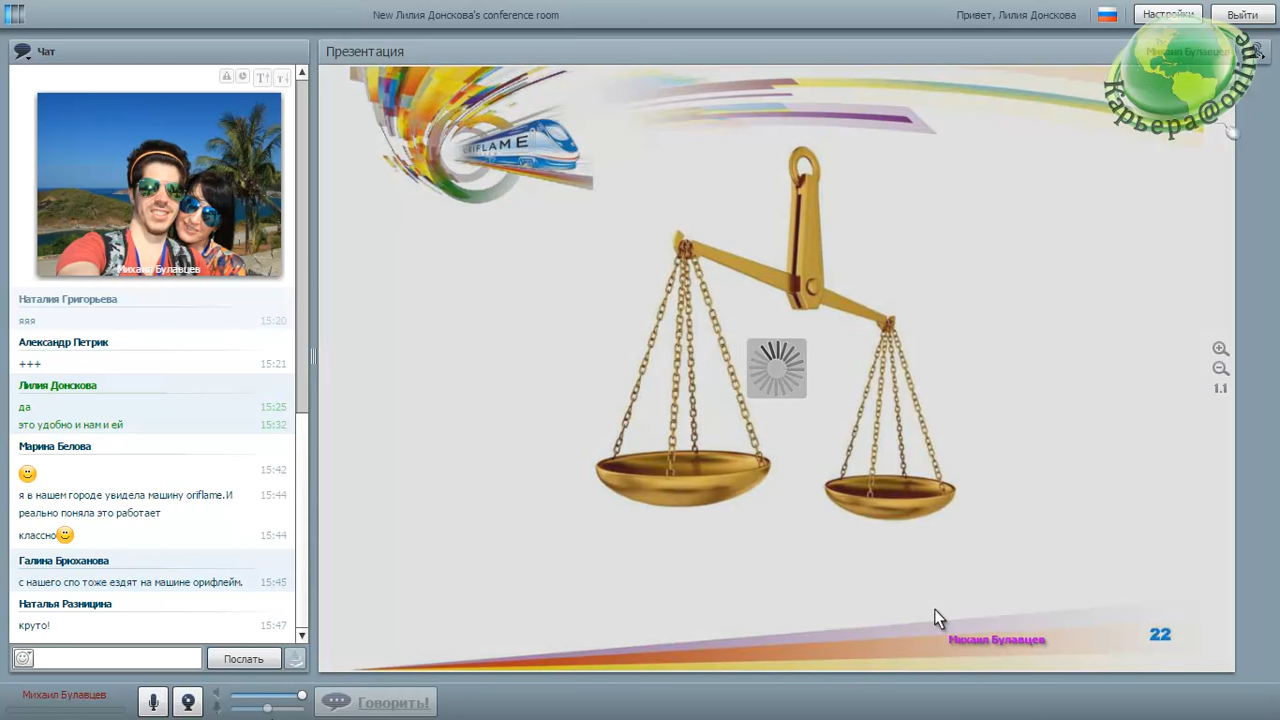 New Лилия Донскова's conference room
Привет, Лилия Донскова
Настройки
Выйти
Чат
Презентация
Михаил Булавцев
Карьера@online
ORIFLAME
Михаил Булавцев
Наталия Григорьева
яяя 15:20
Александр Петрик
+++ 15:21
Лилия Донскова
да 15:25
это удобно и нам и ей 15:32
Марина Белова
15:42
я в нашем городе увидела машину oriflame.И 15:44
реально поняла это работает
классно 15:44
Галина Брюханова
с нашего спо тоже ездят на машине орифлейм. 15:45
Наталья Разницина
круто! 15:47
1:1
Михаил Булавцев
22
Послать
Михаил Булавцев
Говорить!